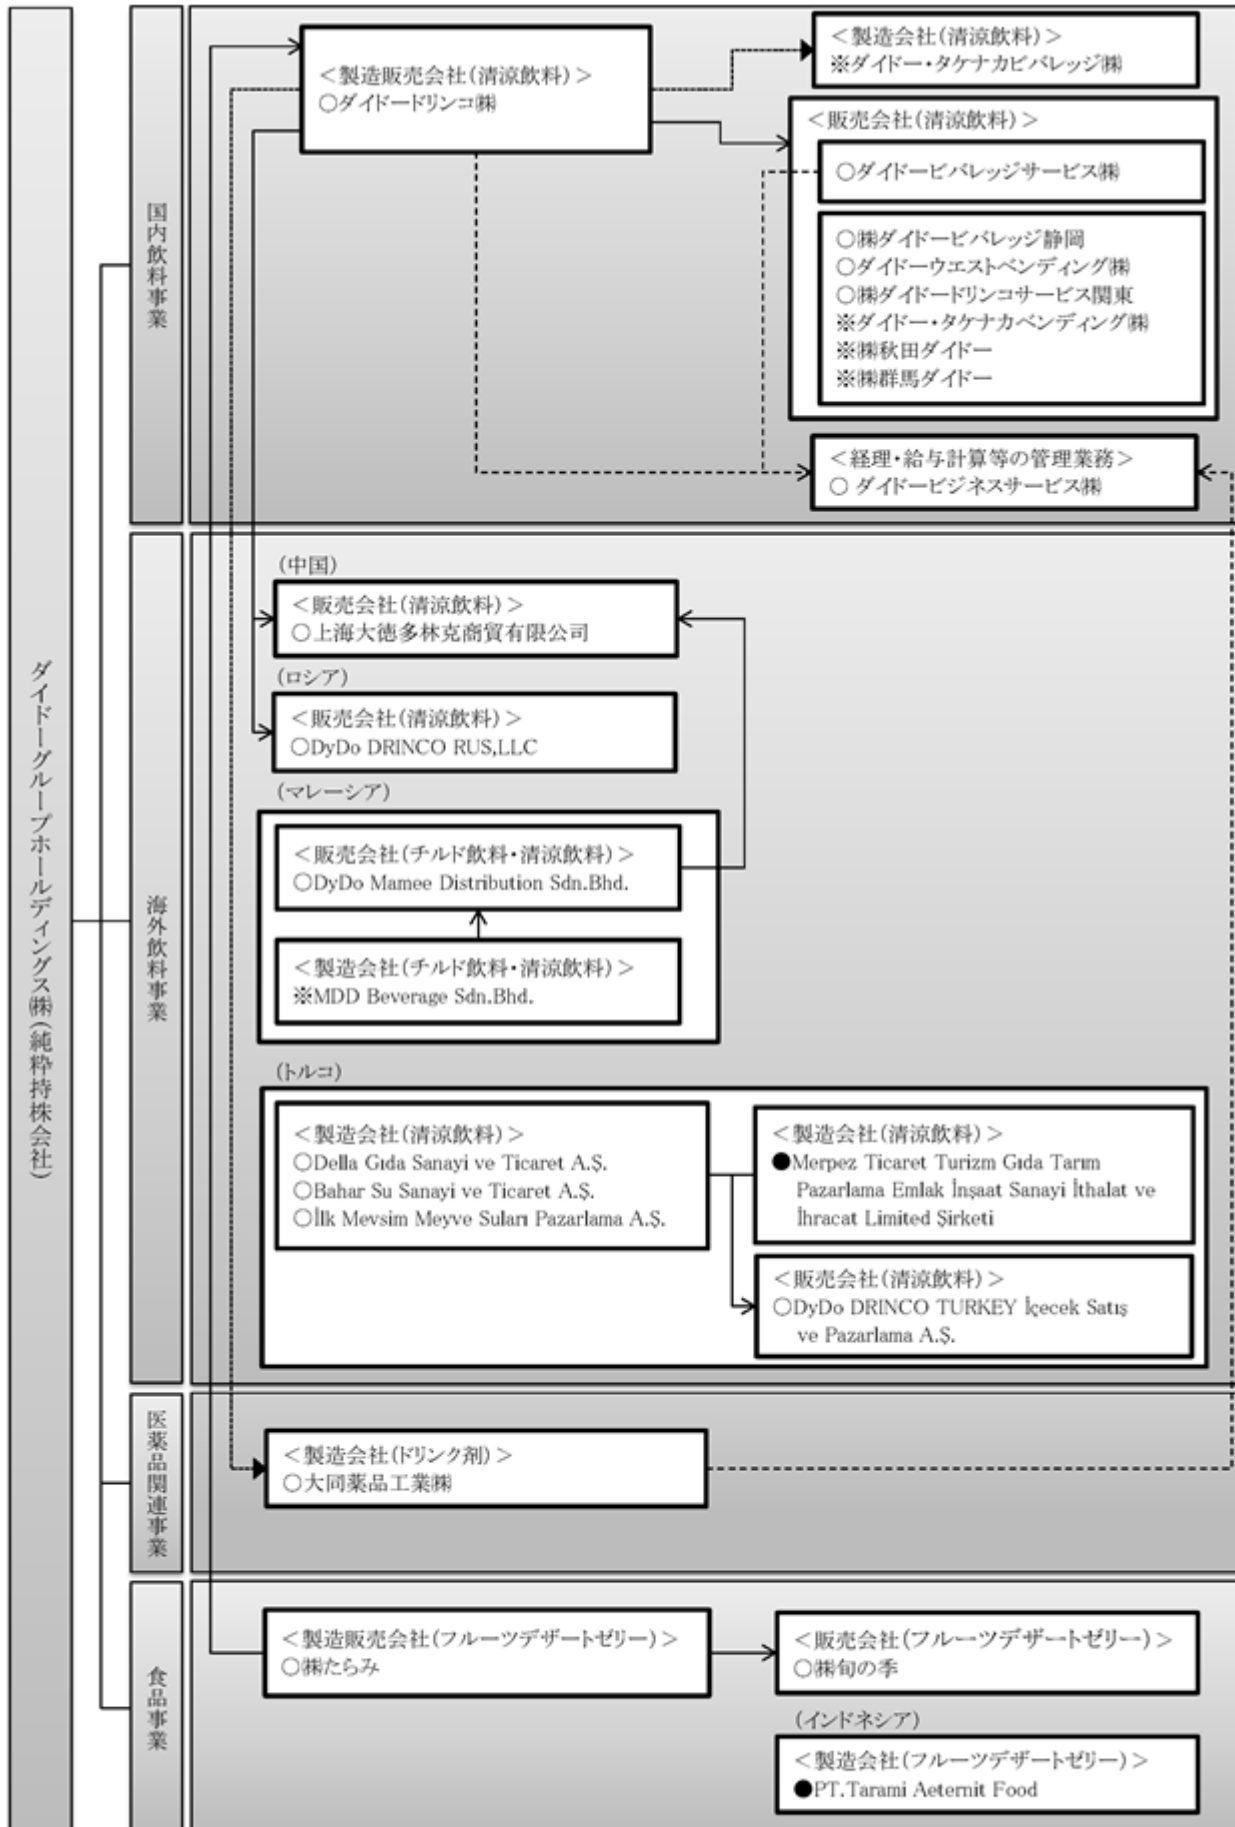 ダイドーグループホールディングス㈱(純粋持株会社)
国内飲料事業
＜製造販売会社(清涼飲料)＞
○ダイドードリンコ㈱
＜製造会社(清涼飲料)＞
※ダイドー・タケナカビバレッジ㈱
＜販売会社(清涼飲料)＞
○ダイドービバレッジサービス㈱
○㈱ダイドービバレッジ静岡
○ダイドーウエストベンディング㈱
○㈱ダイドードリンコサービス関東
※ダイドー・タケナカベンディング㈱
※㈱秋田ダイドー
※㈱群馬ダイドー
＜経理・給与計算等の管理業務＞
○ ダイドービジネスサービス㈱
海外飲料事業
(中国)
＜販売会社(清涼飲料)＞
○上海大徳多林克商貿有限公司
(ロシア)
＜販売会社(清涼飲料)＞
○DyDo DRINCO RUS,LLC
(マレーシア)
＜販売会社(チルド飲料・清涼飲料)＞
○DyDo Mamee Distribution Sdn.Bhd.
＜製造会社(チルド飲料・清涼飲料)＞
※MDD Beverage Sdn.Bhd.
(トルコ)
＜製造会社(清涼飲料)＞
○Della Gıda Sanayi ve Ticaret A.Ş.
○Bahar Su Sanayi ve Ticaret A.Ş.
○İlk Mevsim Meyve Suları Pazarlama A.Ş.
＜製造会社(清涼飲料)＞
●Merpez Ticaret Turizm Gıda Tarım
Pazarlama Emlak İnşaat Sanayi İthalat ve
İhracat Limited Şirketi
＜販売会社(清涼飲料)＞
○DyDo DRINCO TURKEY İçecek Satış
ve Pazarlama A.Ş.
医薬品関連事業
＜製造会社(ドリンク剤)＞
○大同薬品工業㈱
食品事業
＜製造販売会社(フルーツデザートゼリー)＞
○㈱たらみ
＜販売会社(フルーツデザートゼリー)＞
○㈱旬の季
(インドネシア)
＜製造会社(フルーツデザートゼリー)＞
●PT.Tarami Aeternit Food